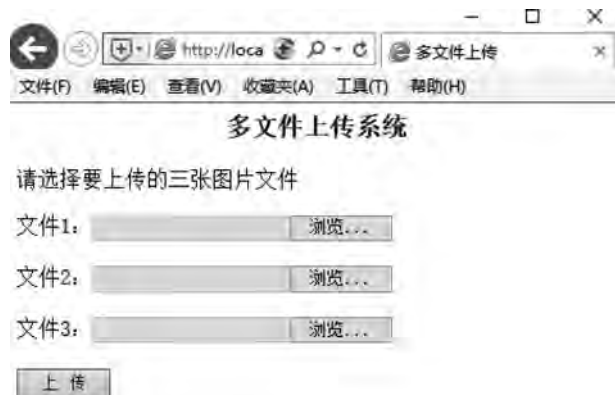 http://loca
多文件上传
文件(F) 编辑(E) 查看(V) 收藏夹(A) 工具(T) 帮助(H)
多文件上传系统
请选择要上传的三张图片文件
文件1: 浏览...
文件2: 浏览...
文件3: 浏览...
上 传